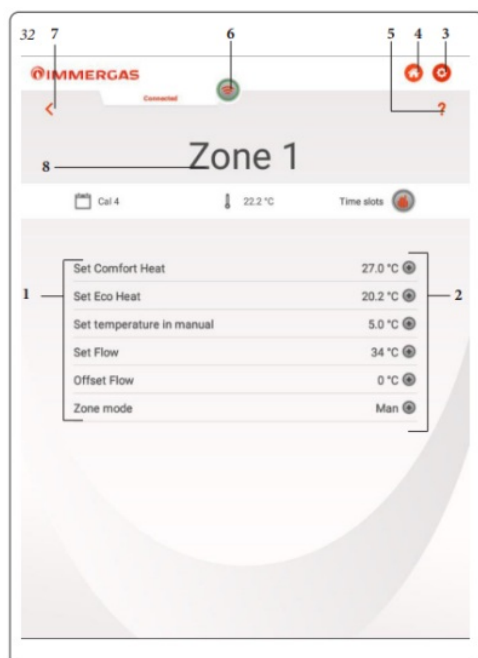 32 7 6 5 4 3
IMMERGAS
Connected
?
8 Zone 1
Cal 4 22.2 °C Time slots
Set Comfort Heat 27.0 °C
1 Set Eco Heat 20.2 °C 2
Set temperature in manual 5.0 °C
Set Flow 34 °C
Offset Flow 0 °C
Zone mode Man